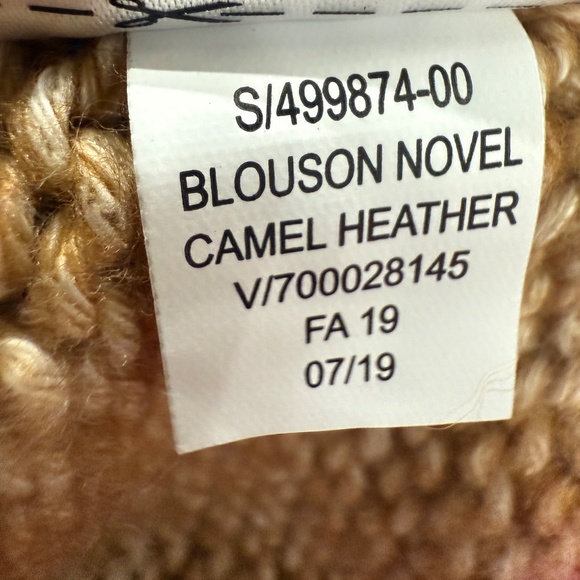 S/499874-00
BLOUSON NOVEL
CAMEL HEATHER
V/700028145
FA 19
07/19